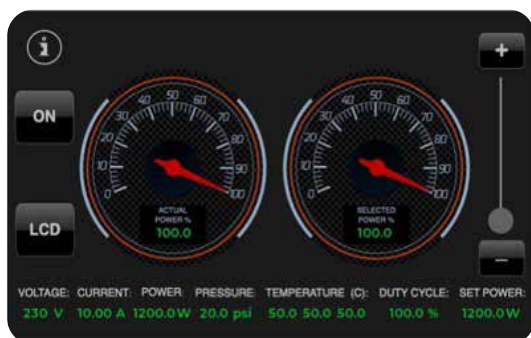 i
+
ON
0 10 20 30 40 50 60 70 80 90 100
ACTUAL
POWER %
100.0
0 10 20 30 40 50 60 70 80 90 100
SELECTED
POWER %
100.0
LCD
−
VOLTAGE: CURRENT: POWER: PRESSURE: TEMPERATURE (C): DUTY CYCLE: SET POWER:
230 V 10.00 A 1200.0W 20.0 psi 50.0 50.0 50.0 100.0 % 1200.0W